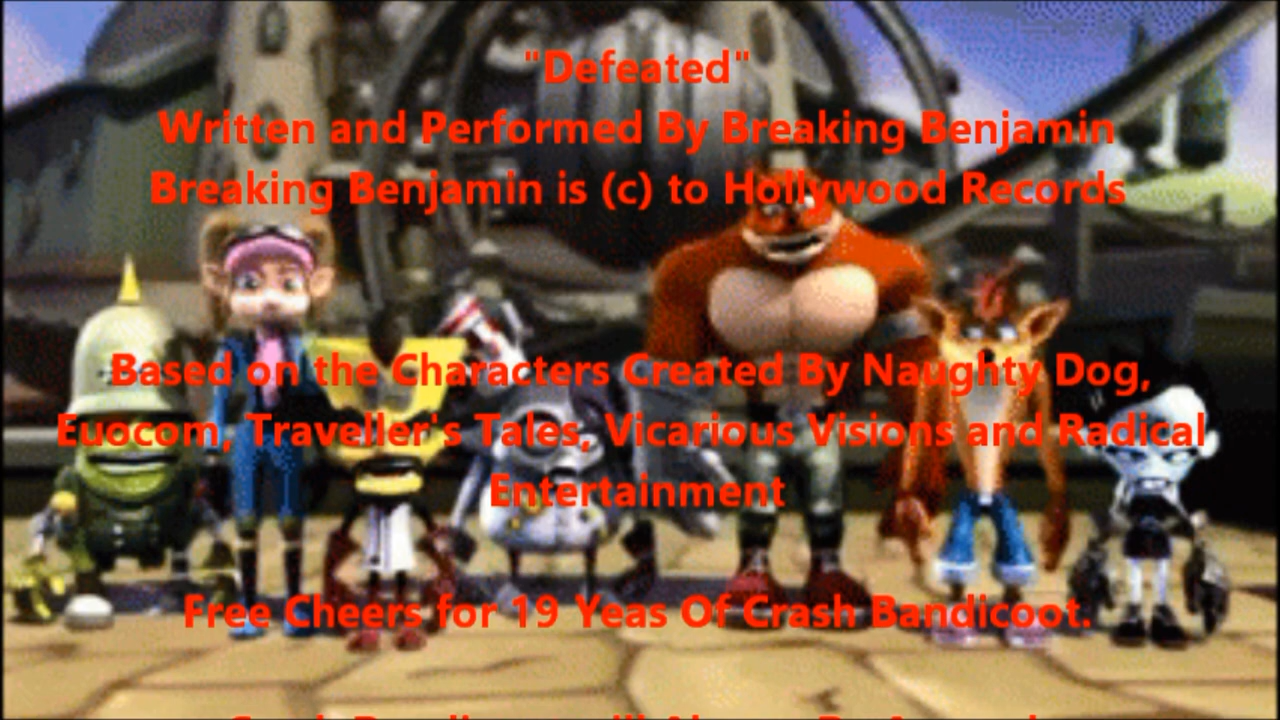 "Defeated"
Written and Performed By Breaking Benjamin
Breaking Benjamin is (c) to Hollywood Records
Based on the Characters Created By Naughty Dog,
Euocom, Traveller's Tales, Vicarious Visions and Radical
Entertainment
Free Cheers for 19 Yeas Of Crash Bandicoot.